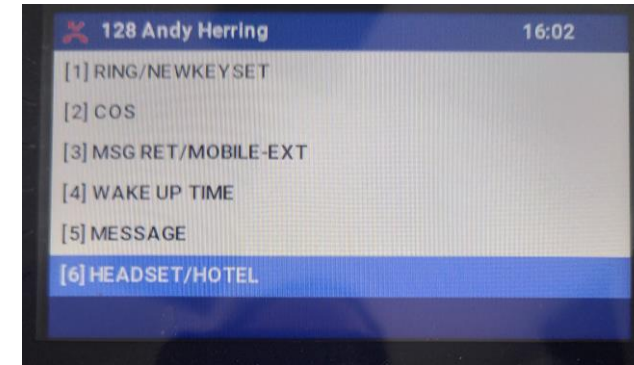 128 Andy Herring 16:02
[1] RING/NEWKEYSET
[2] COS
[3] MSG RET/MOBILE-EXT
[4] WAKE UP TIME
[5] MESSAGE
[6] HEADSET/HOTEL